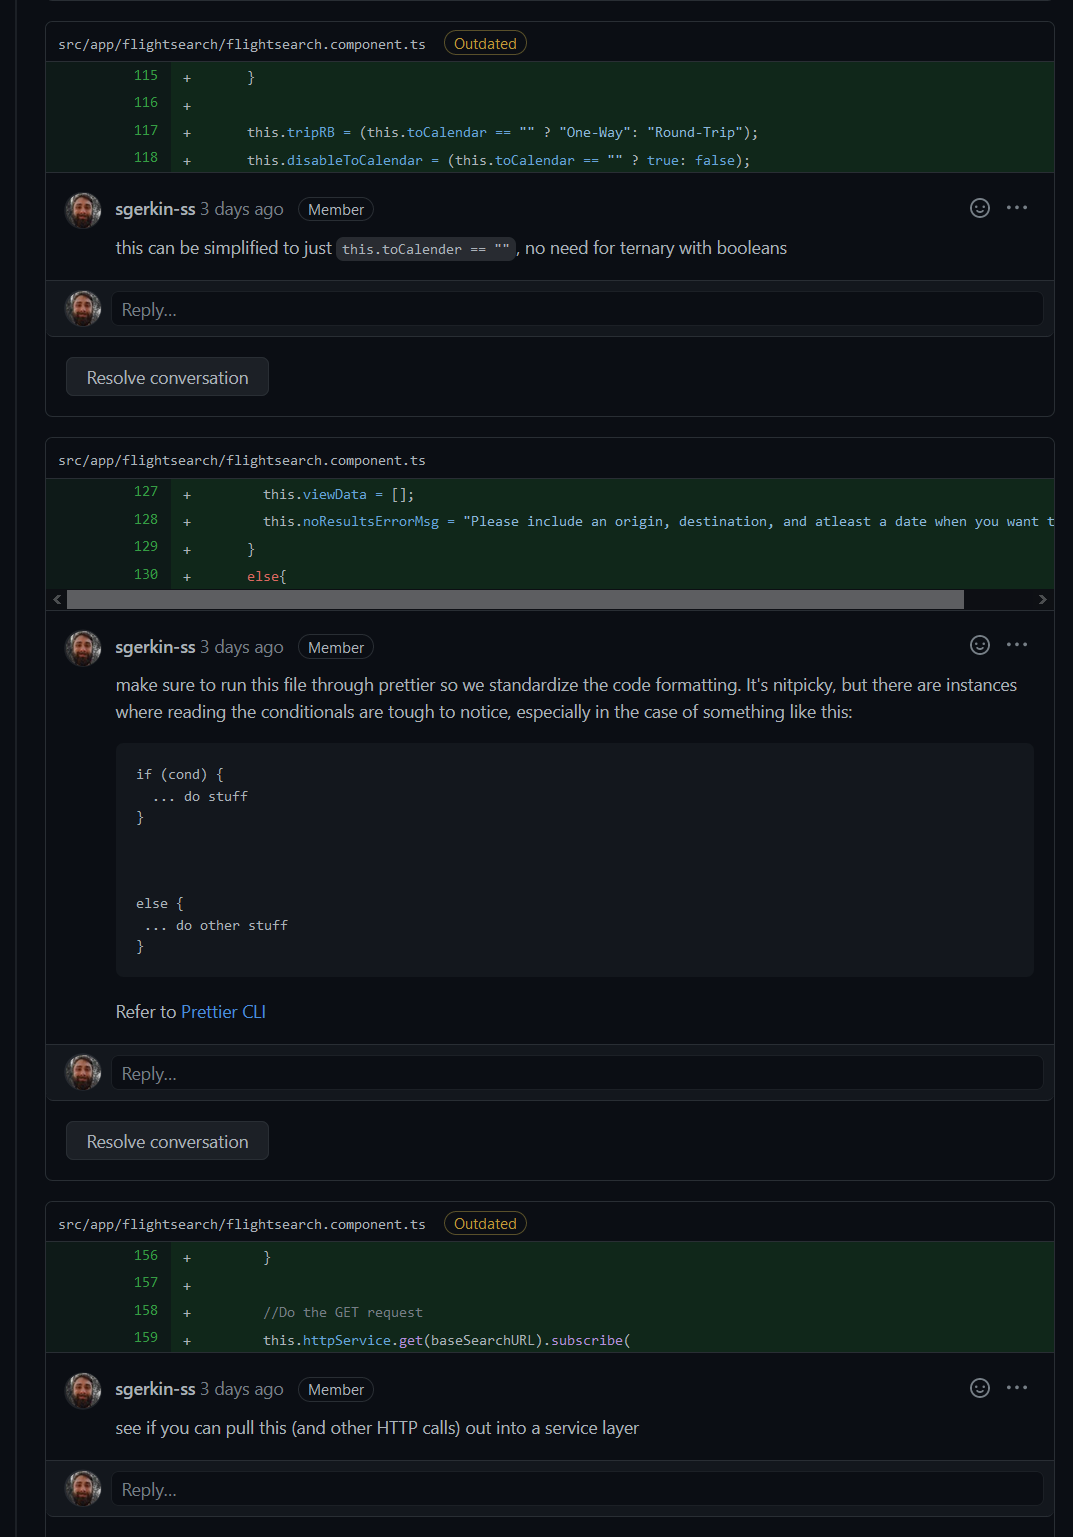 src/app/flightsearch/flightsearch.component.ts Outdated
115 + }
116 +
117 + this.tripRB = (this.toCalendar == "" ? "One-Way": "Round-Trip");
118 + this.disableToCalendar = (this.toCalendar == "" ? true: false);
sgerkin-ss 3 days ago Member
this can be simplified to just this.toCalender == "", no need for ternary with booleans
Reply...
Resolve conversation
src/app/flightsearch/flightsearch.component.ts
127 + this.viewData = [];
128 + this.noResultsErrorMsg = "Please include an origin, destination, and atleast a date when you want t
129 + }
130 + else{
sgerkin-ss 3 days ago Member
make sure to run this file through prettier so we standardize the code formatting. It's nitpicky, but there are instances
where reading the conditionals are tough to notice, especially in the case of something like this:
if (cond) {
... do stuff
}
else {
... do other stuff
}
Refer to Prettier CLI
Reply...
Resolve conversation
src/app/flightsearch/flightsearch.component.ts Outdated
156 + }
157 +
158 + //Do the GET request
159 + this.httpService.get(baseSearchURL).subscribe(
sgerkin-ss 3 days ago Member
see if you can pull this (and other HTTP calls) out into a service layer
Reply...